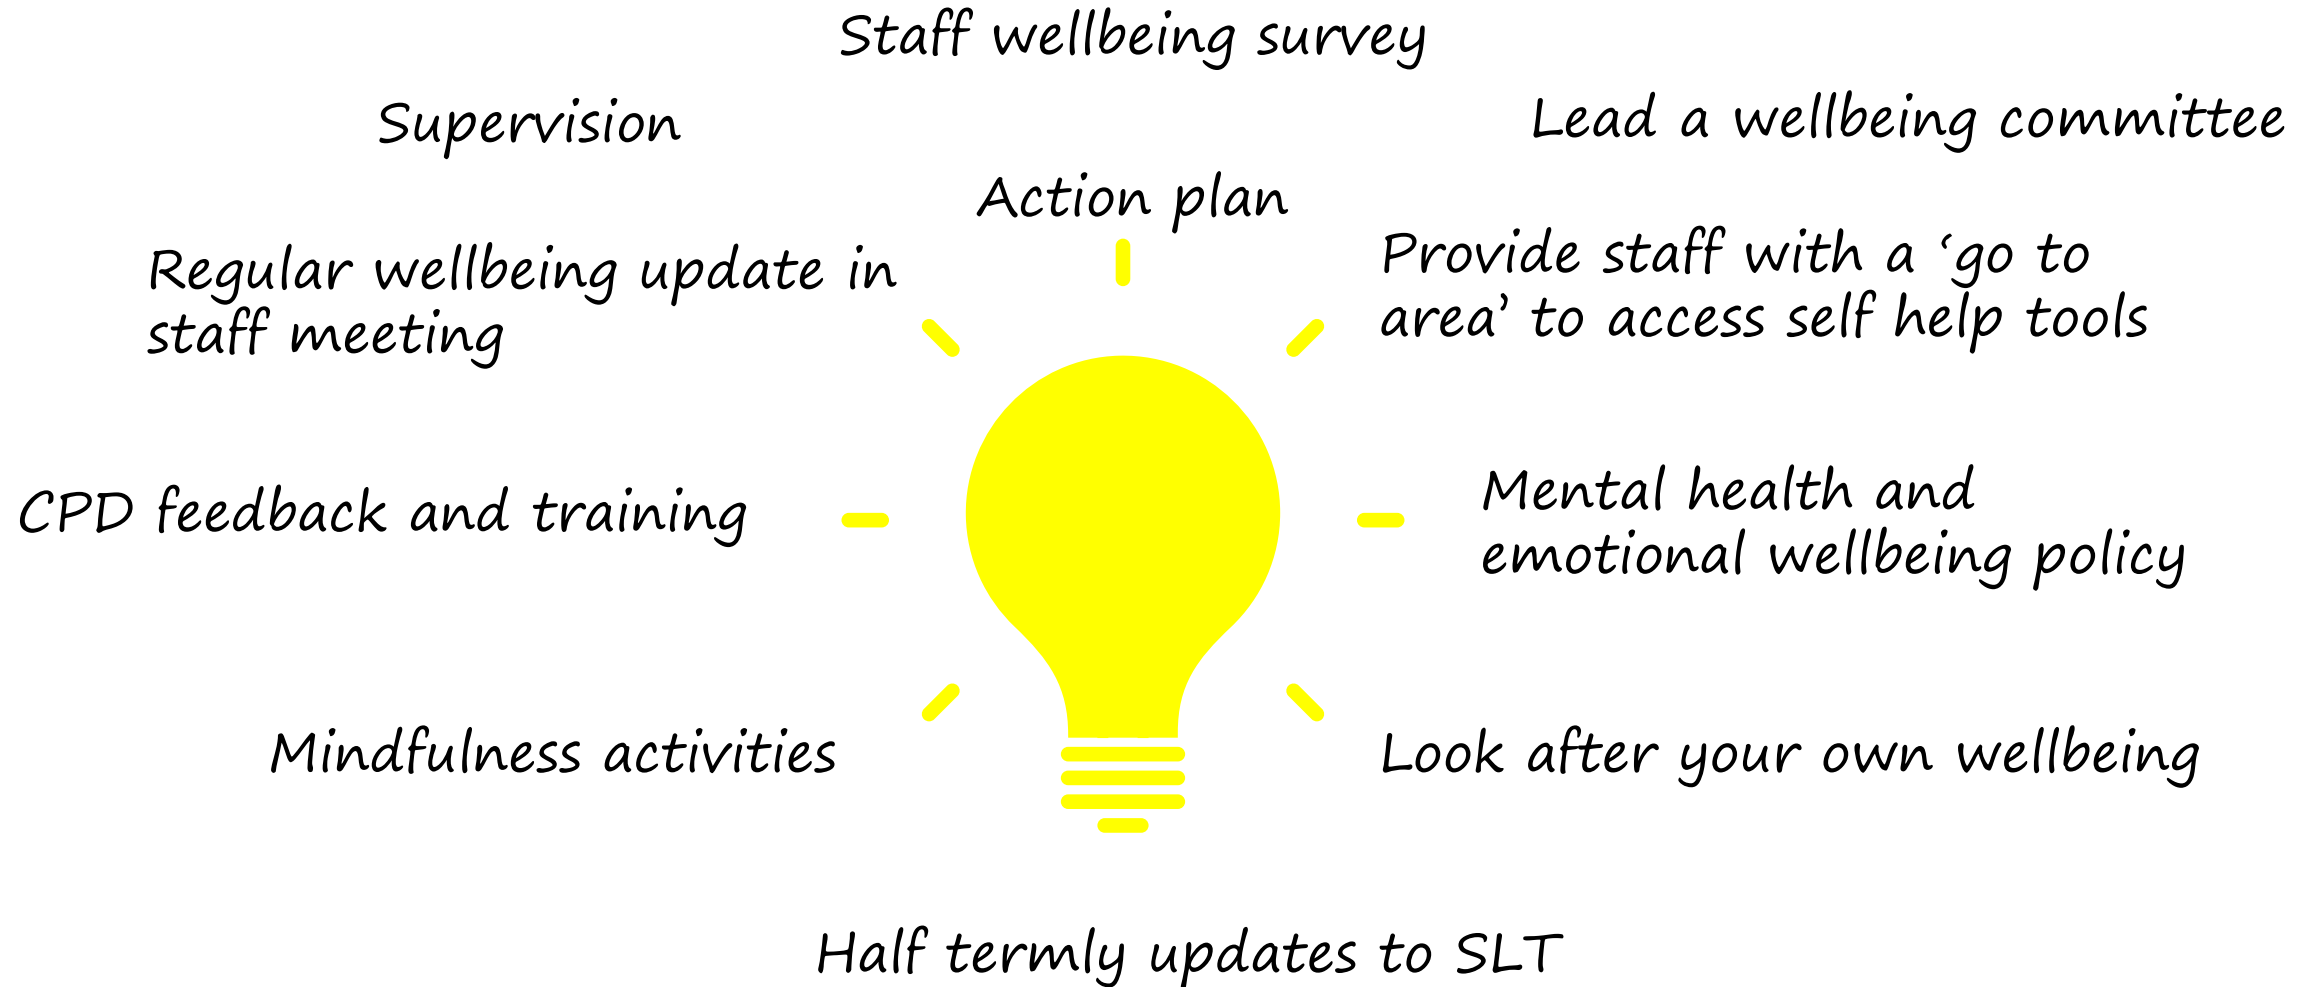 Staff wellbeing survey
Supervision
Lead a wellbeing committee
Action plan
Regular wellbeing update in
staff meeting
Provide staff with a ‘go to
area’ to access self help tools
CPD feedback and training
Mental health and
emotional wellbeing policy
Mindfulness activities
Look after your own wellbeing
Half termly updates to SLT